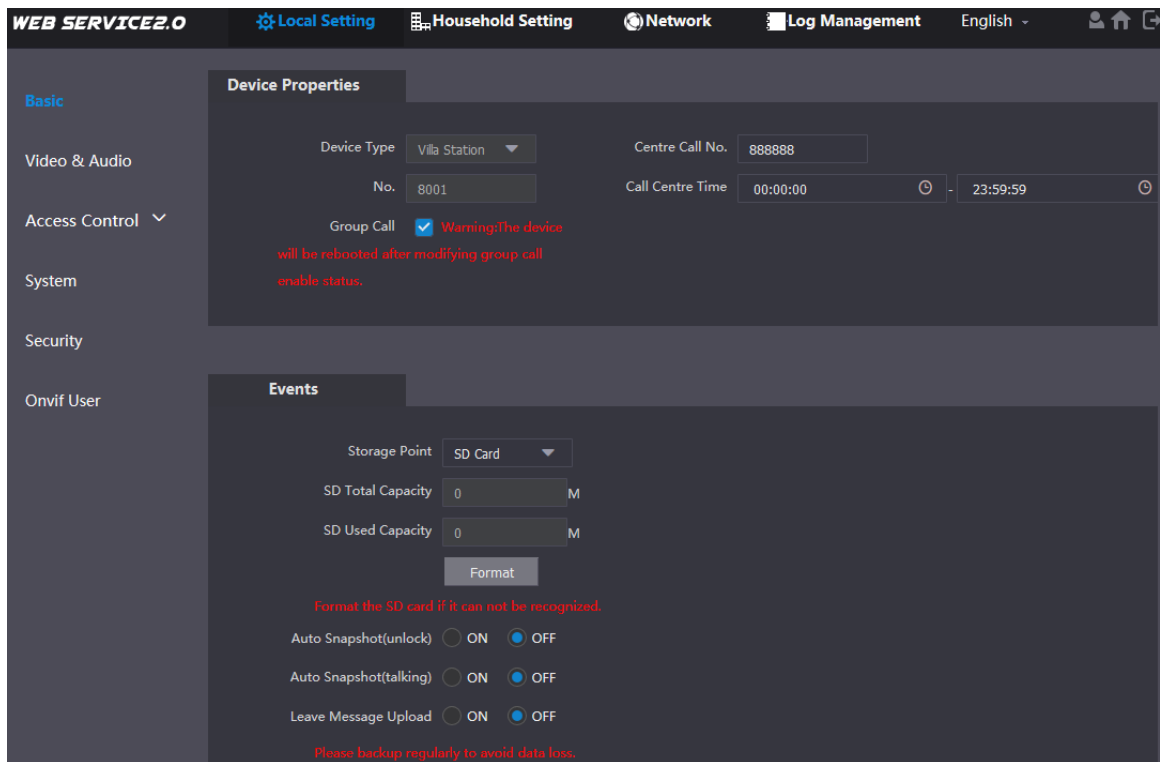 WEB SERVICE2.0 Local Setting Household Setting Network Log Management English
Basic
Video & Audio
Access Control
System
Security
Onvif User
Device Properties
Device Type Villa Station Centre Call No. 888888
No. 8001 Call Centre Time 00:00:00 - 23:59:59
Group Call Warning:The device
will be rebooted after modifying group call
enable status.
Events
Storage Point SD Card
SD Total Capacity 0 M
SD Used Capacity 0 M
Format
Format the SD card if it can not be recognized.
Auto Snapshot(unlock) ON OFF
Auto Snapshot(talking) ON OFF
Leave Message Upload ON OFF
Please backup regularly to avoid data loss.